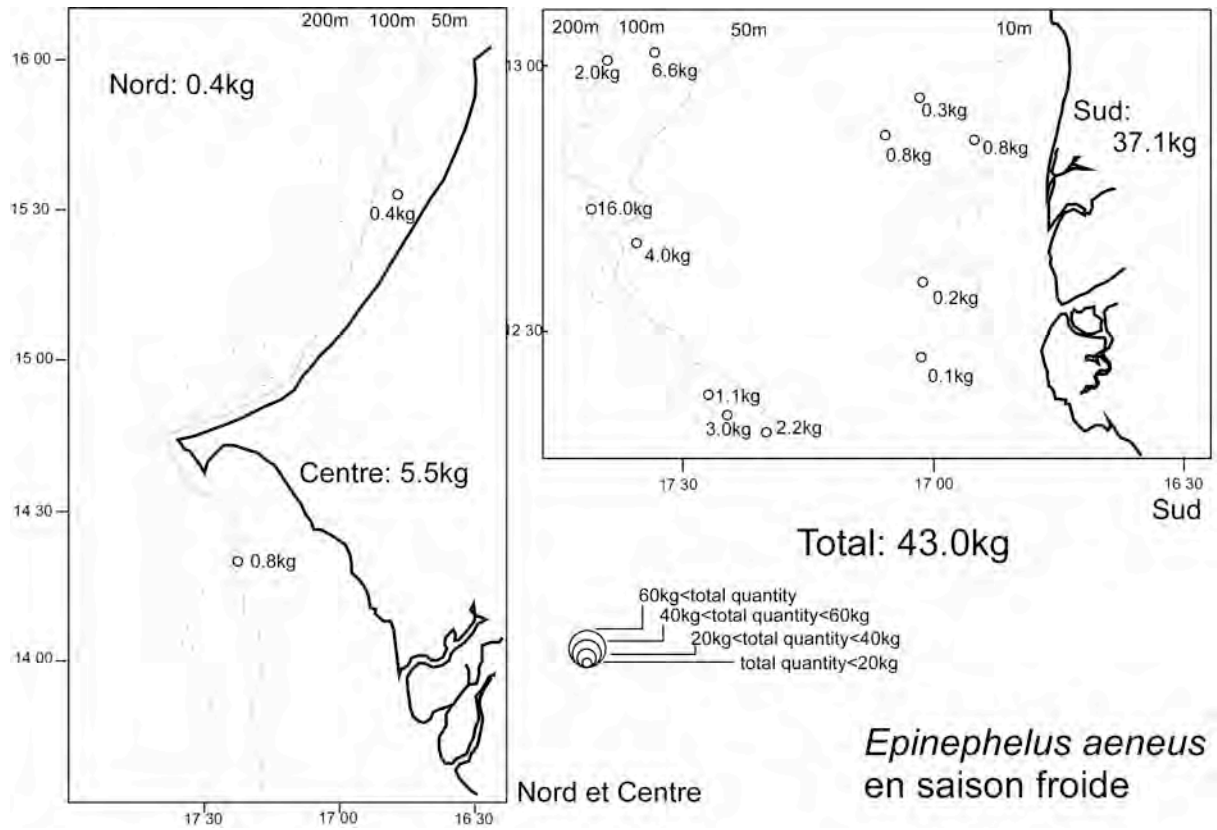 200m 100m 50m
16 00
Nord: 0.4kg
0.4kg
15 30
15 00
Centre: 5.5kg
14 30
0.8kg
14 00
17 30 17 00 16 30
Nord et Centre
200m 100m 50m 10m
13 00
2.0kg 6.6kg
0.3kg
Sud:
37.1kg
0.8kg 0.8kg
16.0kg
4.0kg
0.2kg
12 30
0.1kg
1.1kg
3.0kg 2.2kg
17 30 17 00 16 30
Sud
Total: 43.0kg
60kg<total quantity
40kg<total quantity<60kg
20kg<total quantity<40kg
total quantity<20kg
Epinephelus aeneus
en saison froide